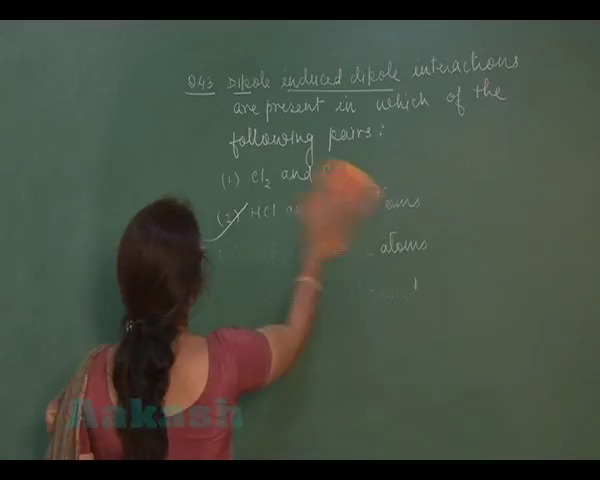 Q43 Dipole induced dipole interactions
are present in which of the
following pairs:
(1) Cl2 and
(2) HCl
atoms
Aakash